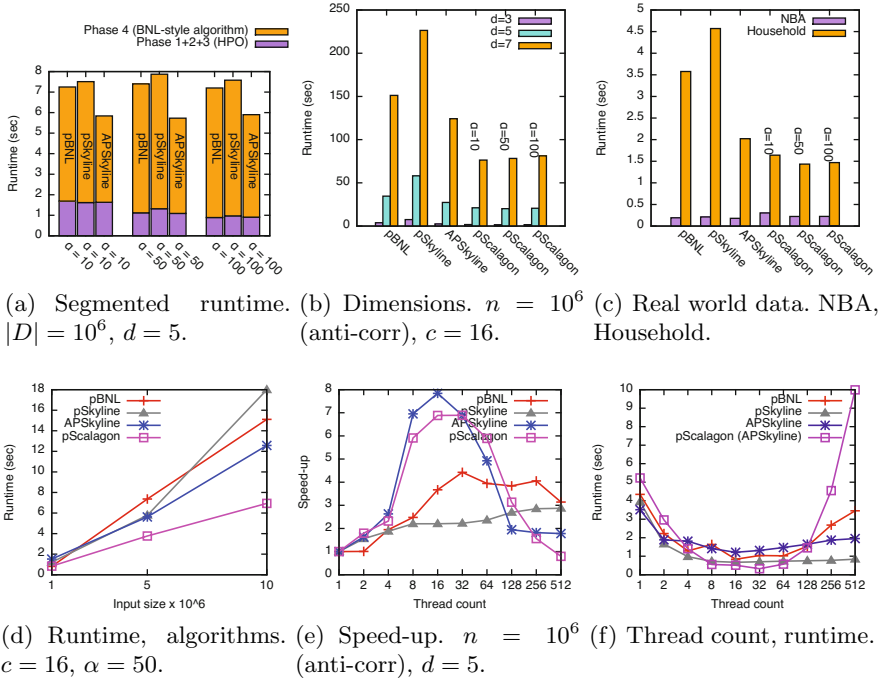 Phase 4 (BNL-style algorithm)
Phase 1+2+3 (HPO)
8
7
6
5
4
3
2
1
0
Runtime (sec)
pBNL
pSkyline
APSkyline
pBNL
pSkyline
APSkyline
pBNL
pSkyline
APSkyline
α = 10
α = 10
α = 10
α = 50
α = 50
α = 50
α = 100
α = 100
α = 100
(a) Segmented runtime.
|D| = 10^6, d = 5.
250
200
150
100
50
0
Runtime (sec)
d=3
d=5
d=7
α=10
α=50
α=100
pBNL
pSkyline
APSkyline
pScalagon
pScalagon
pScalagon
(b) Dimensions. n = 10^6
(anti-corr), c = 16.
5
4.5
4
3.5
3
2.5
2
1.5
1
0.5
0
Runtime (sec)
NBA
Household
α=10
α=50
α=100
pBNL
pSkyline
APSkyline
pScalagon
pScalagon
pScalagon
(c) Real world data. NBA,
Household.
18
16
14
12
10
8
6
4
2
0
Runtime (sec)
pBNL
pSkyline
APSkyline
pScalagon
1 5 10
Input size x 10^6
(d) Runtime, algorithms.
c = 16, α = 50.
8
7
6
5
4
3
2
1
0
Speed-up
pBNL
pSkyline
APSkyline
pScalagon
1 2 4 8 16 32 64 128 256 512
Thread count
(e) Speed-up. n = 10^6
(anti-corr), d = 5.
10
9
8
7
6
5
4
3
2
1
0
Runtime (sec)
pBNL
pSkyline
APSkyline
pScalagon (APSkyline)
1 2 4 8 16 32 64 128 256 512
Thread count
(f) Thread count, runtime.